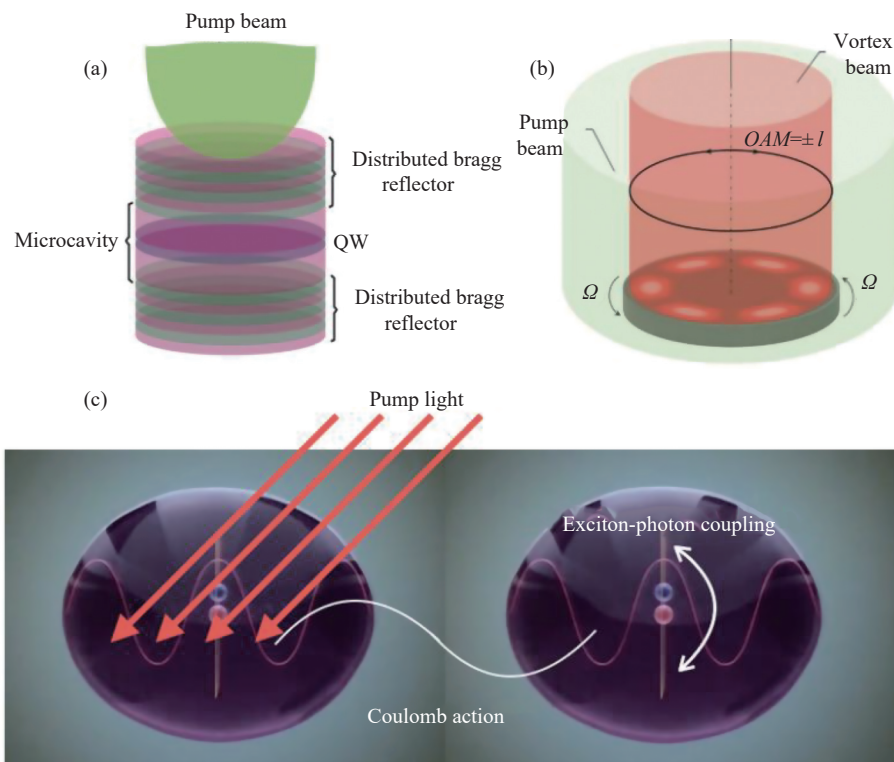 Pump beam
(a)
Distributed bragg
reflector
Microcavity
QW
Distributed bragg
reflector
(b)
Vortex
beam
Pump
beam
OAM=±l
Ω
Ω
(c)
Pump light
Exciton-photon coupling
Coulomb action